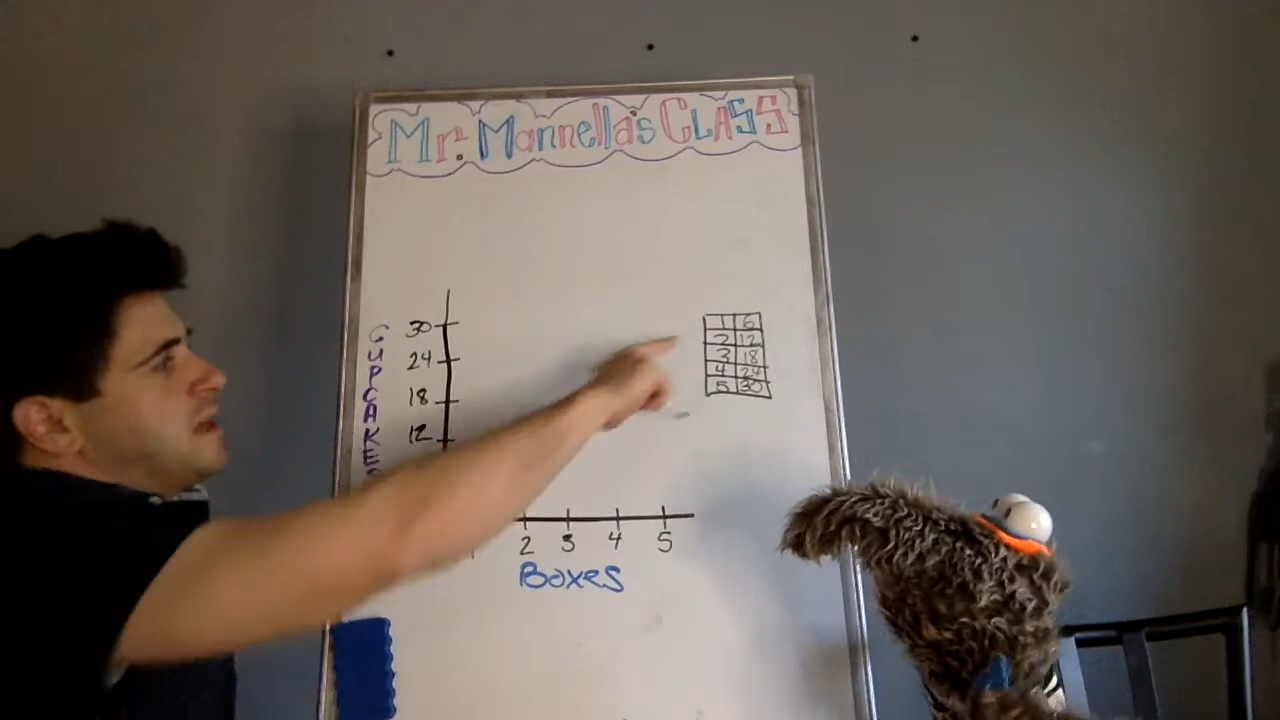 Mr. Mannella's CLASS
CUPCAKES
30
24
18
12
1 6
2 12
3 18
4 24
5 30
2 3 4 5
Boxes